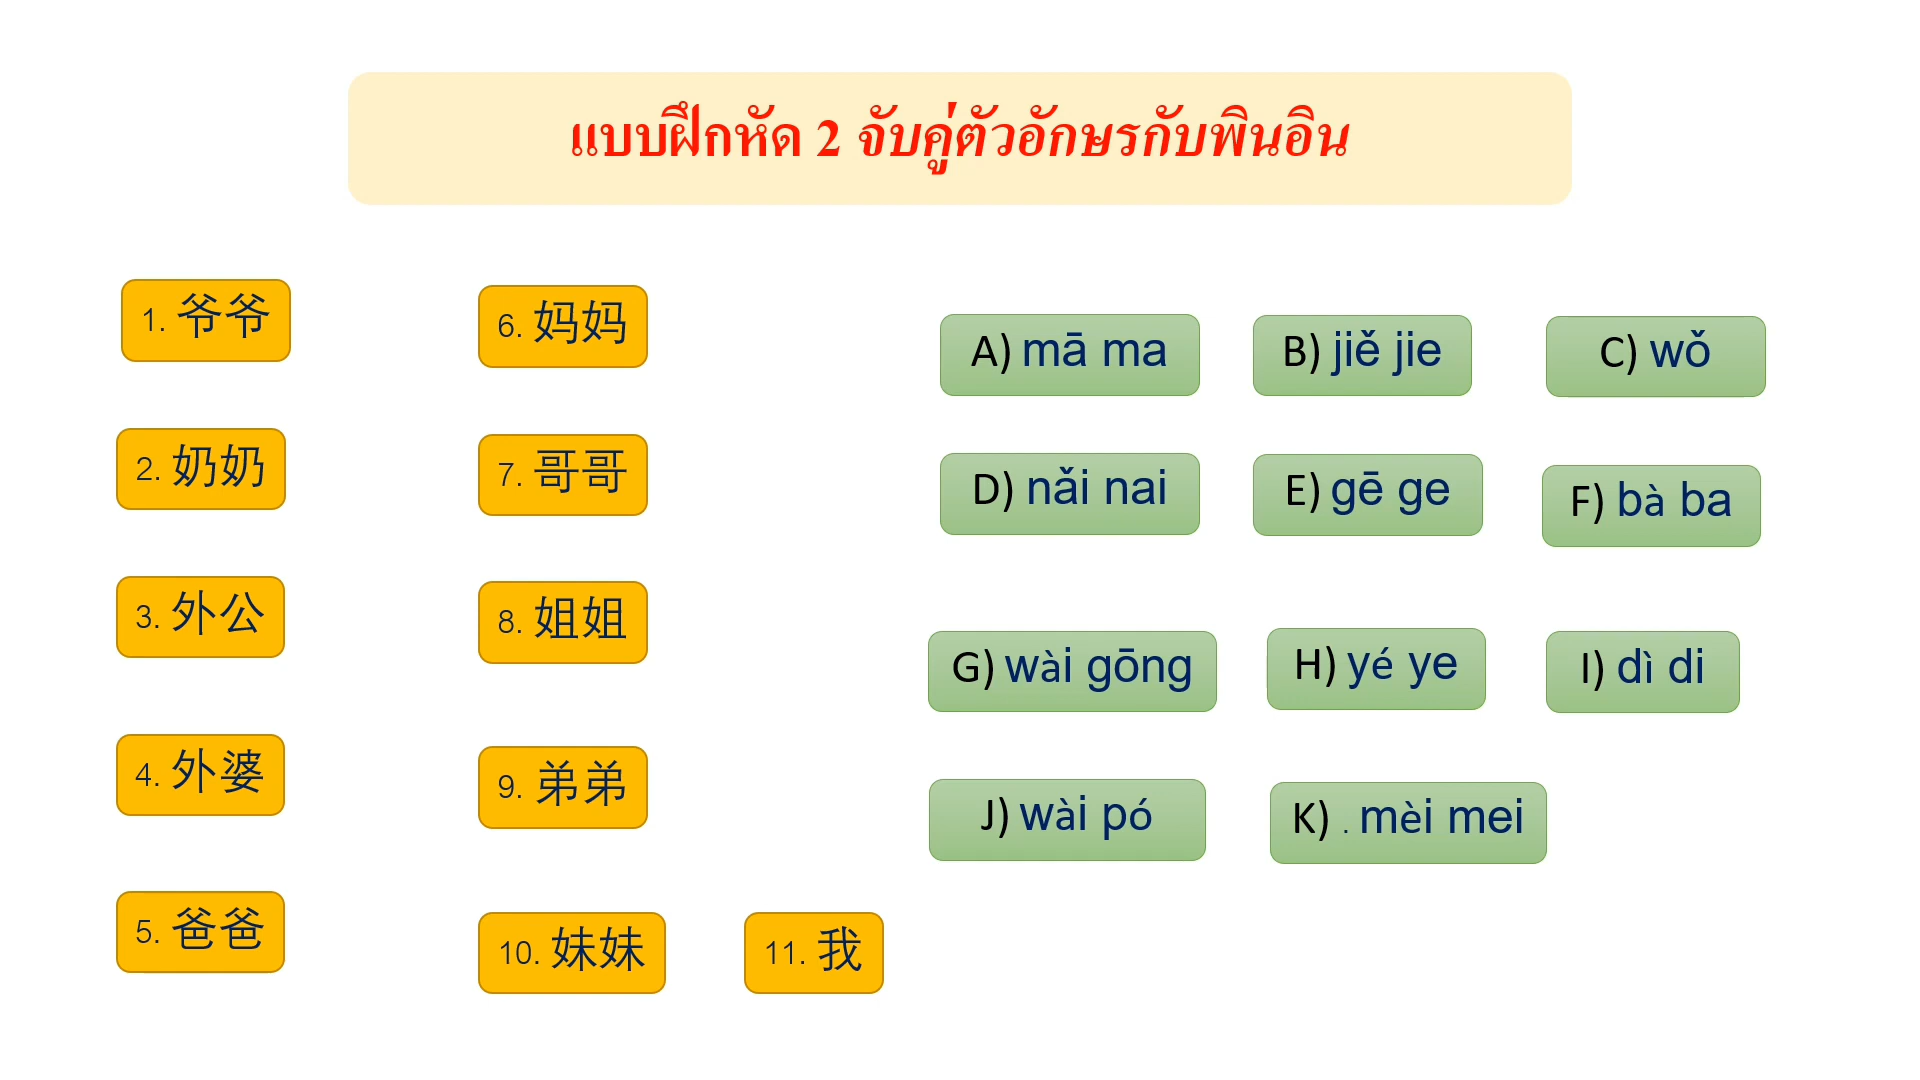 แบบฝึกหัด 2 จับคู่ตัวอักษรกับพินอิน
1. 爷爷
2. 奶奶
3. 外公
4. 外婆
5. 爸爸
6. 妈妈
7. 哥哥
8. 姐姐
9. 弟弟
10. 妹妹
11. 我
A) mā ma
B) jiě jie
C) wǒ
D) nǎi nai
E) gē ge
F) bà ba
G) wài gōng
H) yé ye
I) dì di
J) wài pó
K) . mèi mei